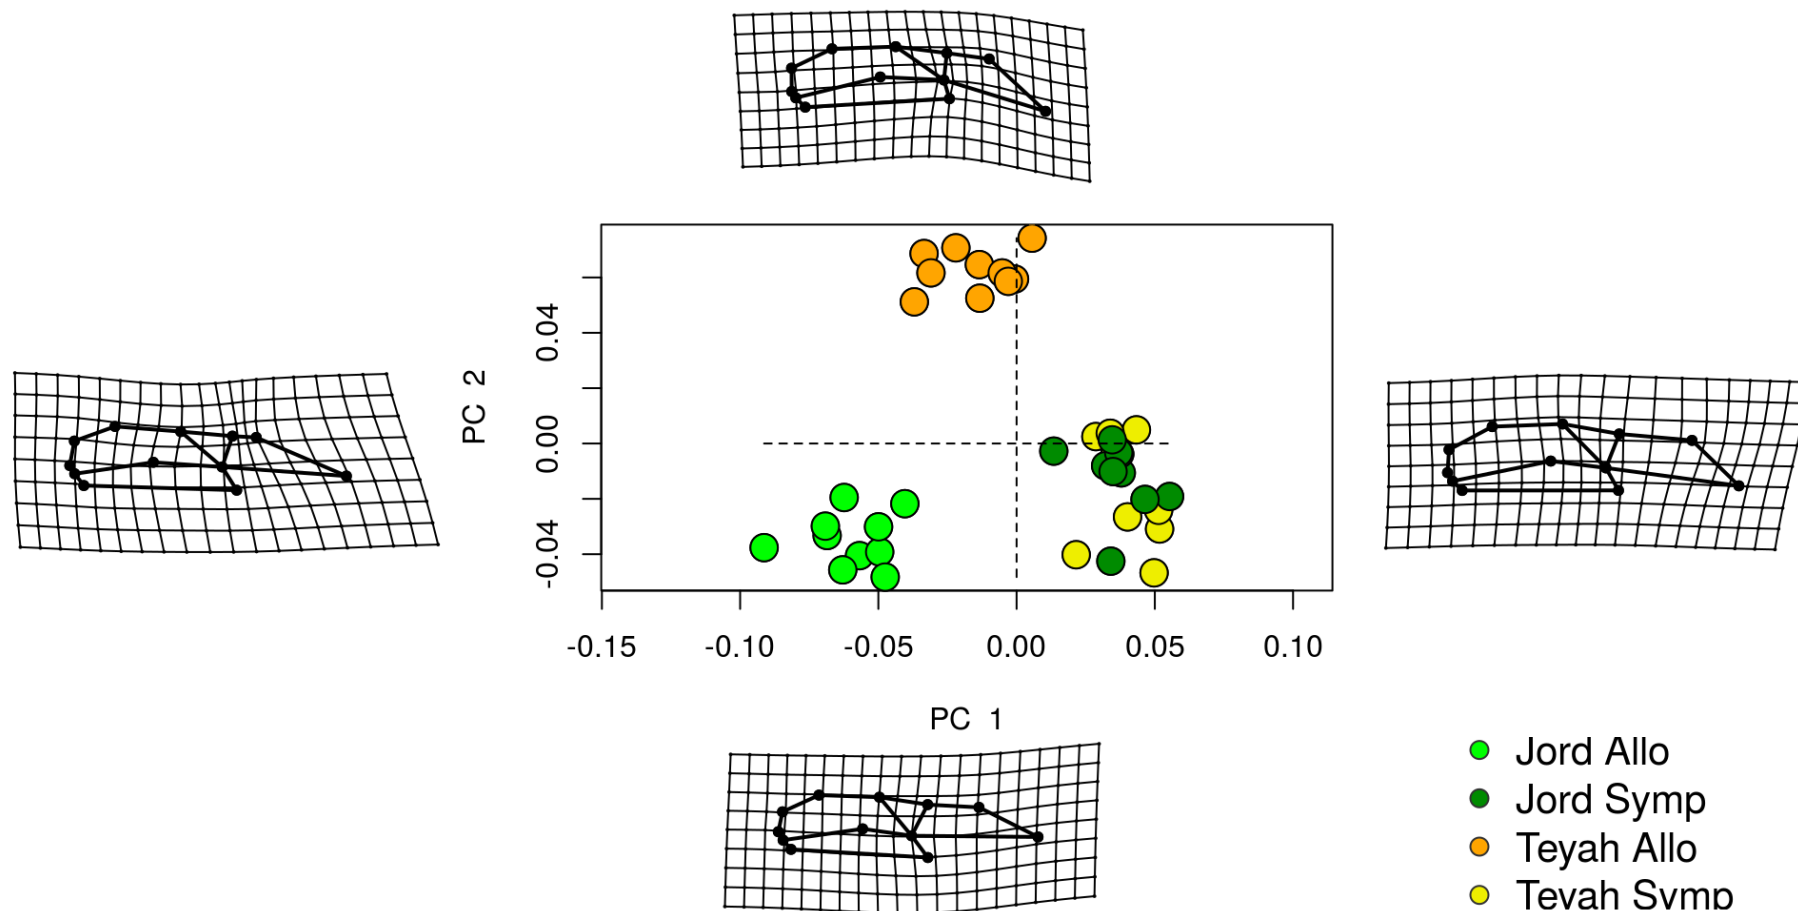 PC 2
0.04
0.00
-0.04
-0.15 -0.10 -0.05 0.00 0.05 0.10
PC 1
Jord Allo
Jord Symp
Teyah Allo
Teyah Symp